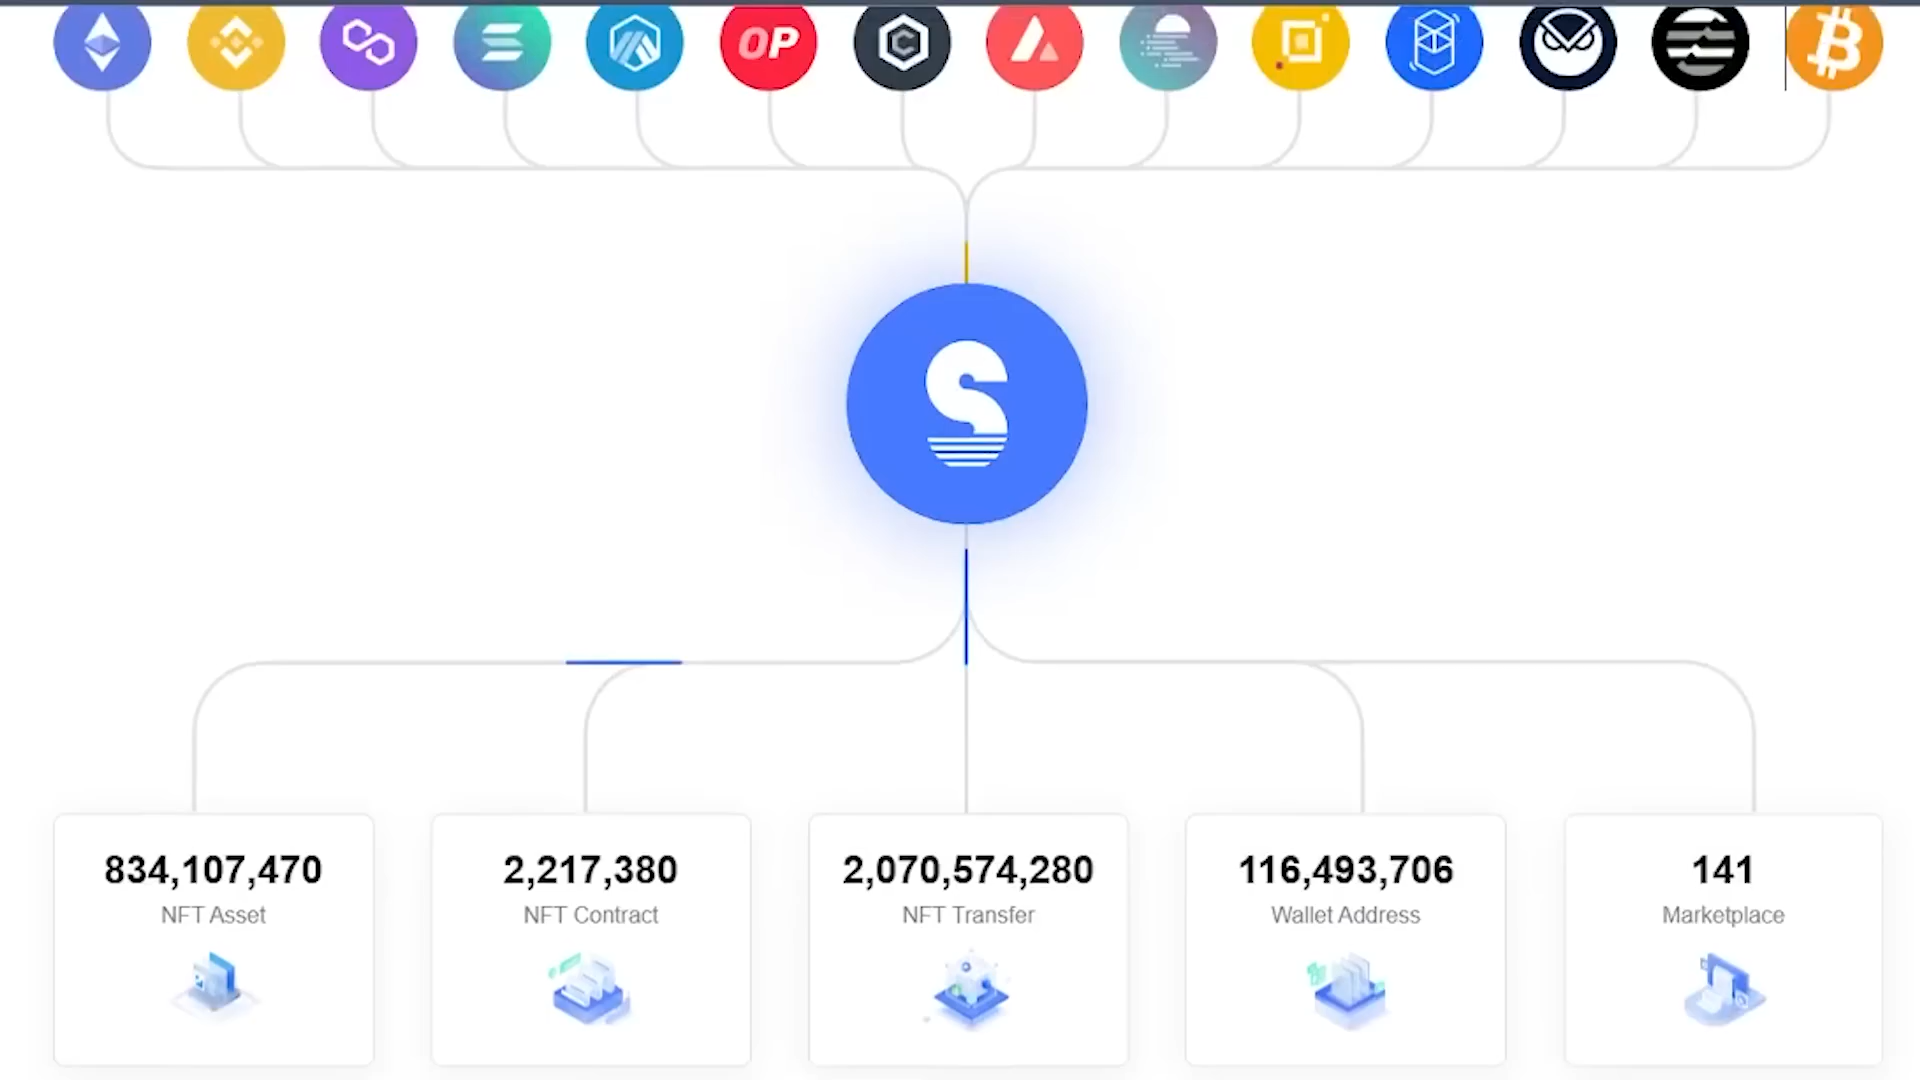 OP
S
834,107,470
NFT Asset
2,217,380
NFT Contract
2,070,574,280
NFT Transfer
116,493,706
Wallet Address
141
Marketplace